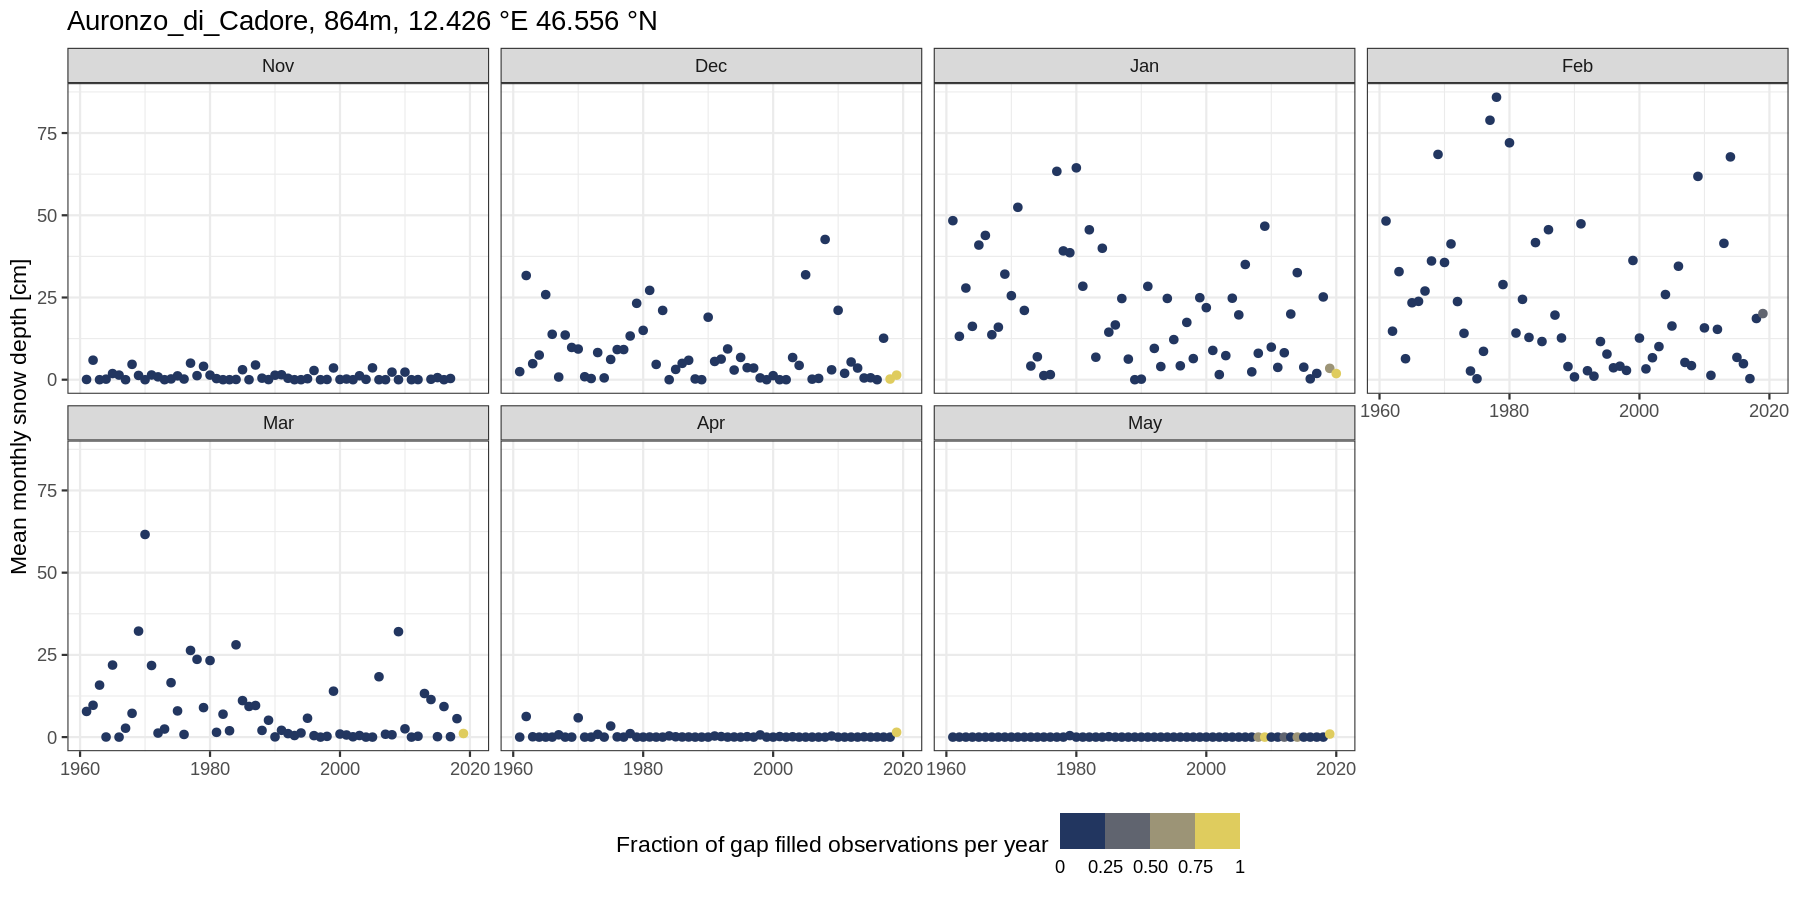 Auronzo_di_Cadore, 864m, 12.426 °E 46.556 °N
Nov
Dec
Jan
Feb
75
50
25
0
1960 1980 2000 2020
Mar
Apr
May
75
50
25
0
1960 1980 2000 2020
1960 1980 2000 2020
1960 1980 2000 2020
Mean monthly snow depth [cm]
Fraction of gap filled observations per year
0 0.25 0.50 0.75 1